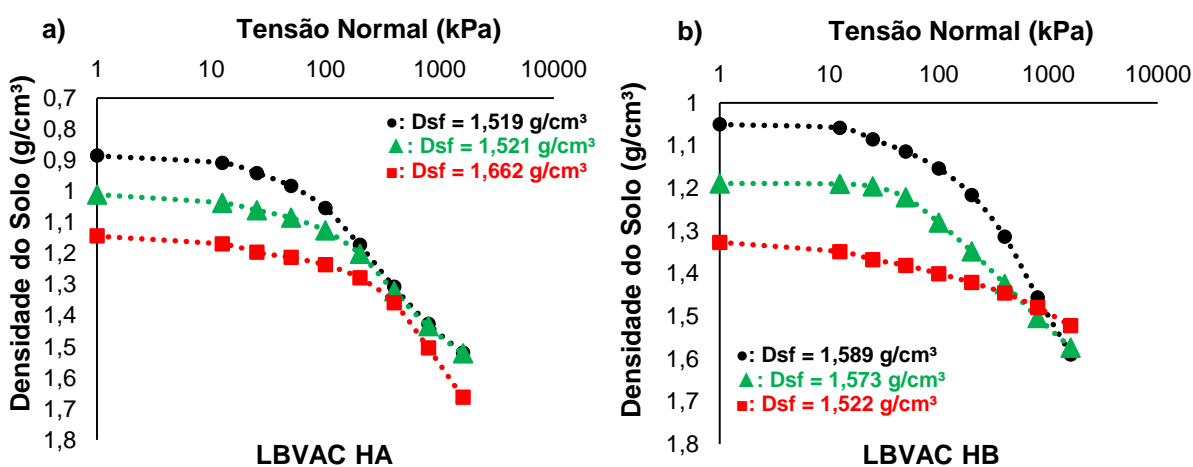 a)
Tensão Normal (kPa)
1 10 100 1000 10000
Densidade do Solo (g/cm³)
0,7
0,8
0,9
1
1,1
1,2
1,3
1,4
1,5
1,6
1,7
1,8
●: Dsf = 1,519 g/cm³
▲: Dsf = 1,521 g/cm³
■: Dsf = 1,662 g/cm³
LBVAC HA
b)
Tensão Normal (kPa)
1 10 100 1000 10000
Densidade do Solo (g/cm³)
1
1,1
1,2
1,3
1,4
1,5
1,6
1,7
1,8
●: Dsf = 1,589 g/cm³
▲: Dsf = 1,573 g/cm³
■: Dsf = 1,522 g/cm³
LBVAC HB